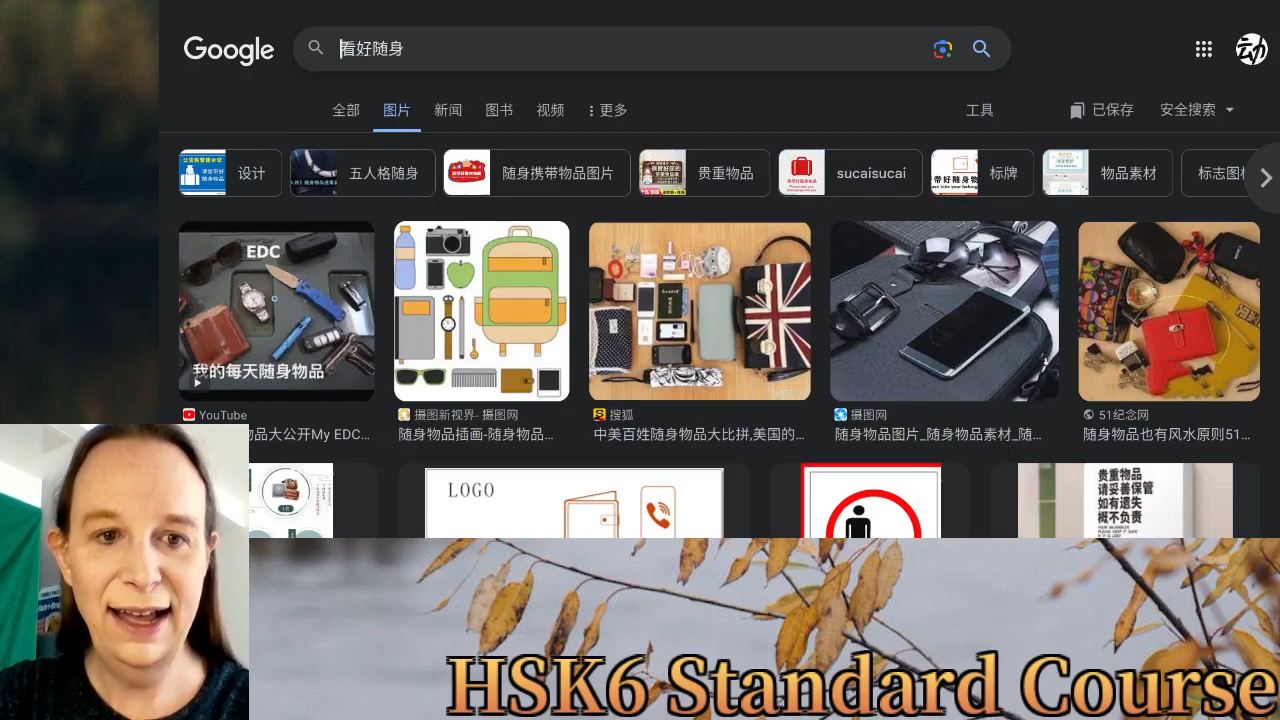 Google
看好随身
全部
图片
新闻
图书
视频
更多
工具
已保存
安全搜索
设计
人格随身
随身携带物品图片
贵重物品
sucaisucai
标牌
物品素材
标志图标
EDC
我的每天随身物品
YouTube
物品大公开My EDC...
摄图新视界- 摄图网
随身物品插画-随身物品...
搜狐
中美百姓随身物品大比拼,美国的...
摄图网
随身物品图片_随身物品素材_随...
51纪念网
随身物品也有风水原则51...
LOGO
贵重物品
请妥善保管
如有遗失
概不负责
HSK6 Standard Course